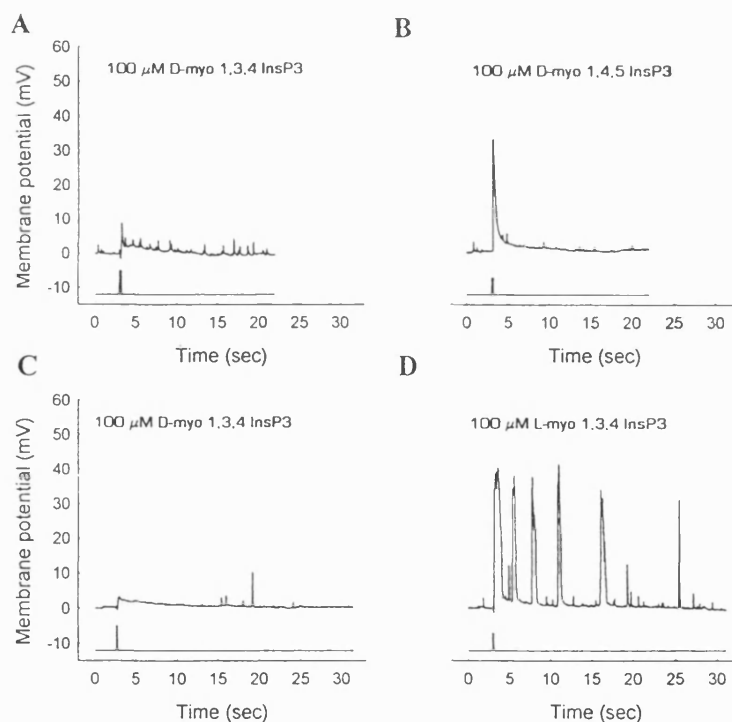 A
60
50
40
30
20
10
0
-10
Membrane potential (mV)
100 μM D-myo 1,3,4 InsP3
0 5 10 15 20 25 30
Time (sec)
B
100 μM D-myo 1,4,5 InsP3
0 5 10 15 20 25 30
Time (sec)
C
60
50
40
30
20
10
0
-10
Membrane potential (mV)
100 μM D-myo 1,3,4 InsP3
0 5 10 15 20 25 30
Time (sec)
D
100 μM L-myo 1,3,4 InsP3
0 5 10 15 20 25 30
Time (sec)